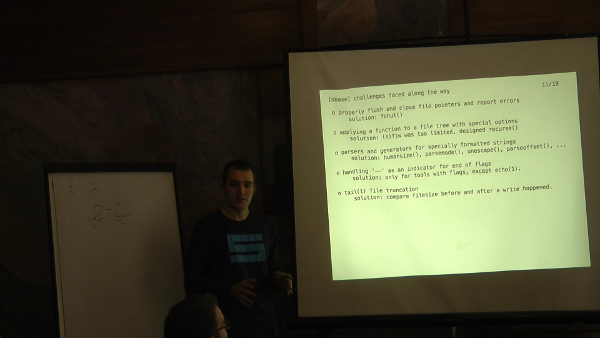 [sbase] challenges faced along the way
11/19
o properly flush and close file pointers and report errors
solution: fshut()
o applying a function to a file tree with special options
solution: (n)ftw was too limited, designed recurse()
o parsers and generators for specially formatted strings
solution: humansize(), parsemode(), unescape(), parseoffset(), ...
o handling '--' as an indicator for end of flags
solution: only for tools with flags, except echo(1).
o tail(1) file truncation
solution: compare filesize before and after a write happened.